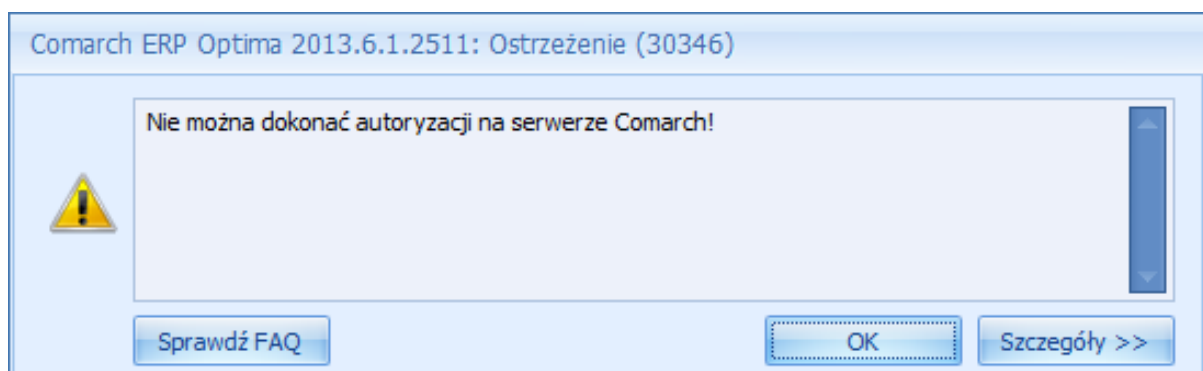 Comarch ERP Optima 2013.6.1.2511: Ostrzeżenie (30346)
Nie można dokonać autoryzacji na serwerze Comarch!
Sprawdź FAQ
OK
Szczegóły >>